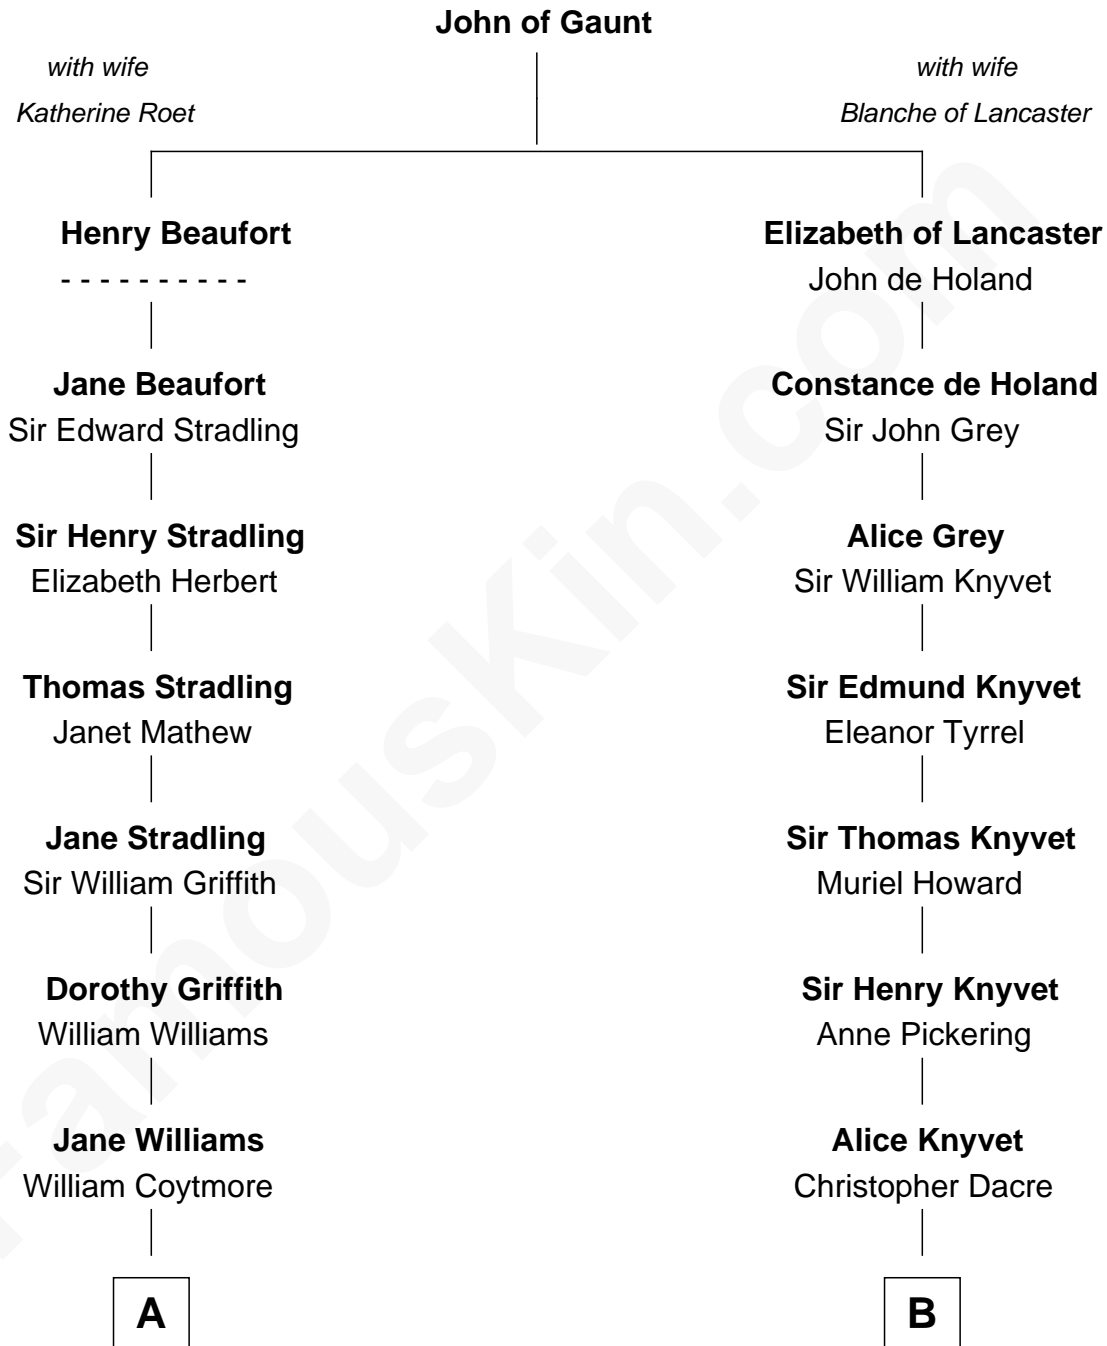 John of Gaunt
with wife
Katherine Roet
with wife
Blanche of Lancaster
Henry Beaufort
- - - - - - - - - -
Elizabeth of Lancaster
John de Holand
Jane Beaufort
Sir Edward Stradling
Constance de Holand
Sir John Grey
Sir Henry Stradling
Elizabeth Herbert
Alice Grey
Sir William Knyvet
Thomas Stradling
Janet Mathew
Sir Edmund Knyvet
Eleanor Tyrrel
Jane Stradling
Sir William Griffith
Sir Thomas Knyvet
Muriel Howard
Dorothy Griffith
William Williams
Sir Henry Knyvet
Anne Pickering
Jane Williams
William Coytmore
Alice Knyvet
Christopher Dacre
A
B
FamousKin.com